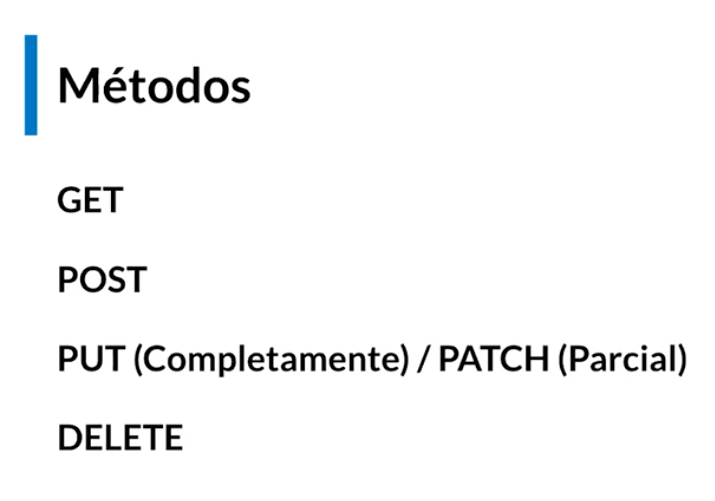 Métodos
GET
POST
PUT (Completamente) / PATCH (Parcial)
DELETE